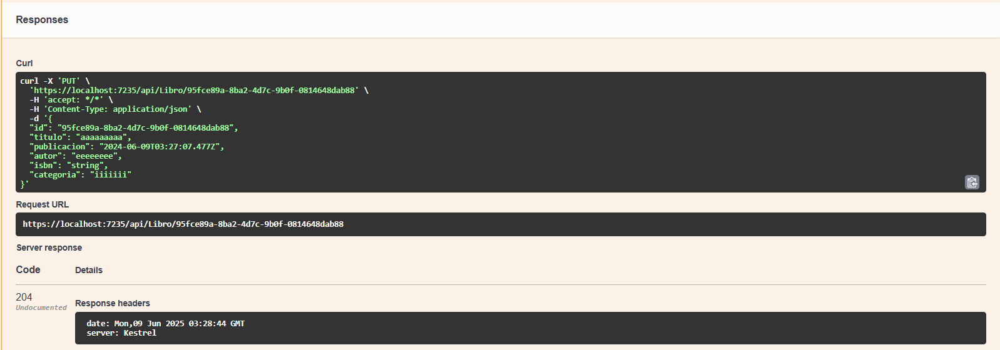 Responses
Curl
curl -X 'PUT' \
  'https://localhost:7235/api/Libro/95fce89a-8ba2-4d7c-9b0f-0814648dab88' \
  -H 'accept: */*' \
  -H 'Content-Type: application/json' \
  -d '{
  "id": "95fce89a-8ba2-4d7c-9b0f-0814648dab88",
  "titulo": "aaaaaaaaa",
  "publicacion": "2024-06-09T03:27:07.477Z",
  "autor": "eeeeeeee",
  "isbn": "string",
  "categoria": "iiiiiii"
}'
Request URL
https://localhost:7235/api/Libro/95fce89a-8ba2-4d7c-9b0f-0814648dab88
Server response
Code Details
204
Undocumented
Response headers
date: Mon,09 Jun 2025 03:28:44 GMT
server: Kestrel